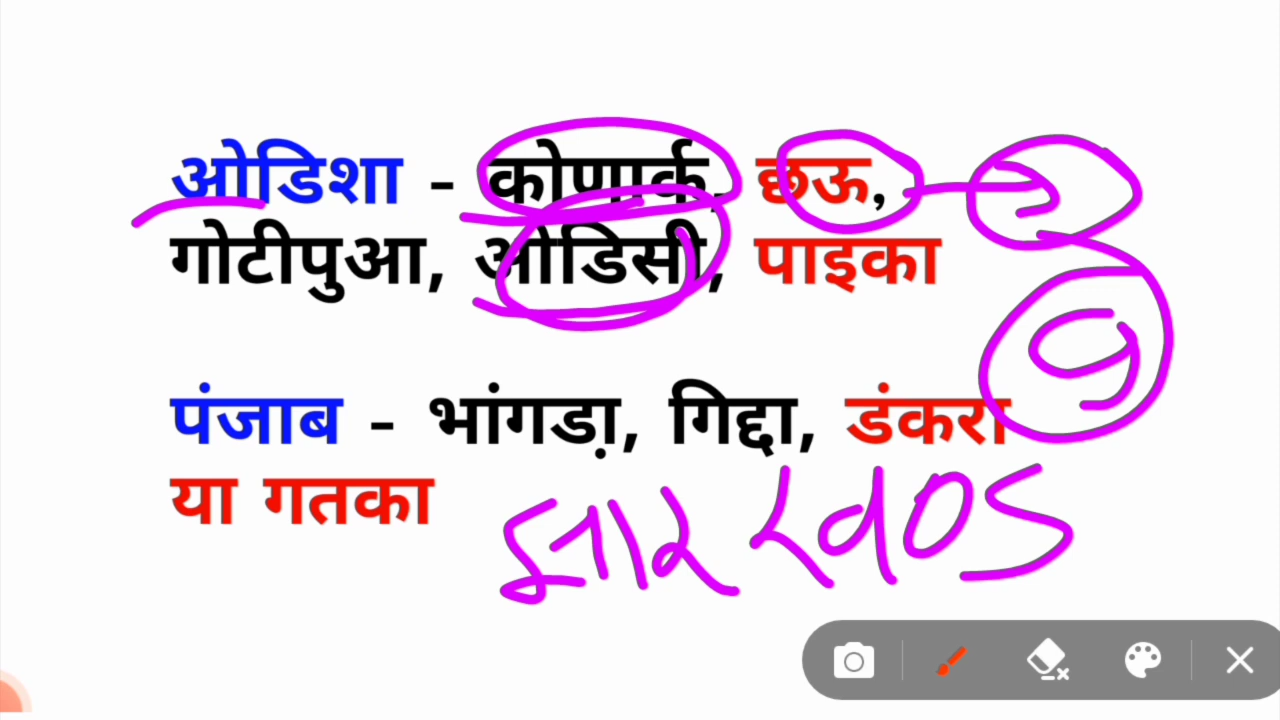 ओडिशा - कोणार्क, छऊ,
गोटीपुआ, ओडिसी, पाइका
पंजाब - भांगडा़, गिद्दा, डंकरा
या गतका